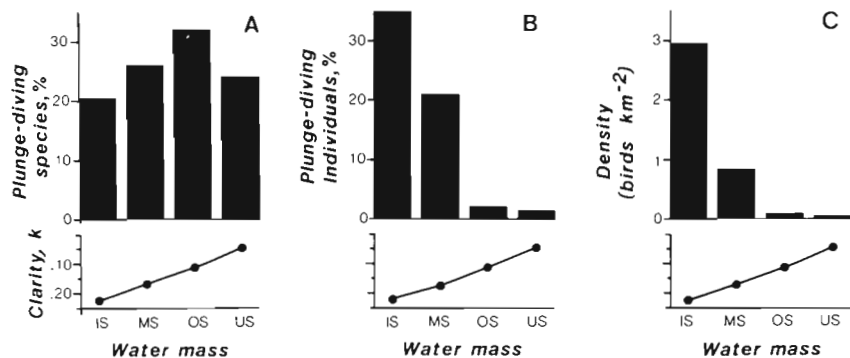 A
Plunge-diving
species, %
30
20
10
0
Clarity, k
.10
.20
IS MS OS US
Water mass
B
Plunge-diving
Individuals, %
30
20
10
0
IS MS OS US
Water mass
C
Density
(birds km-2)
3
2
1
0
IS MS OS US
Water mass